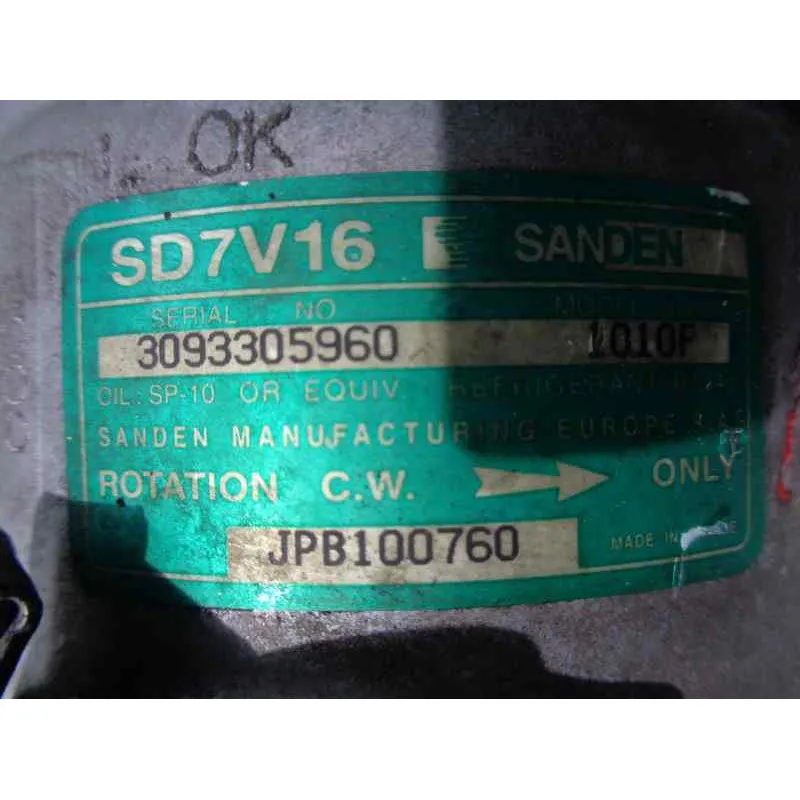 OK
SD7V16 SANDEN
SERIAL NO
3093305960 1010F
OIL: SP-10 OR EQUIV REFRIGERANT
SANDEN MANUFACTURING EUROPE
ROTATION C.W. ONLY
JPB100760 MADE IN